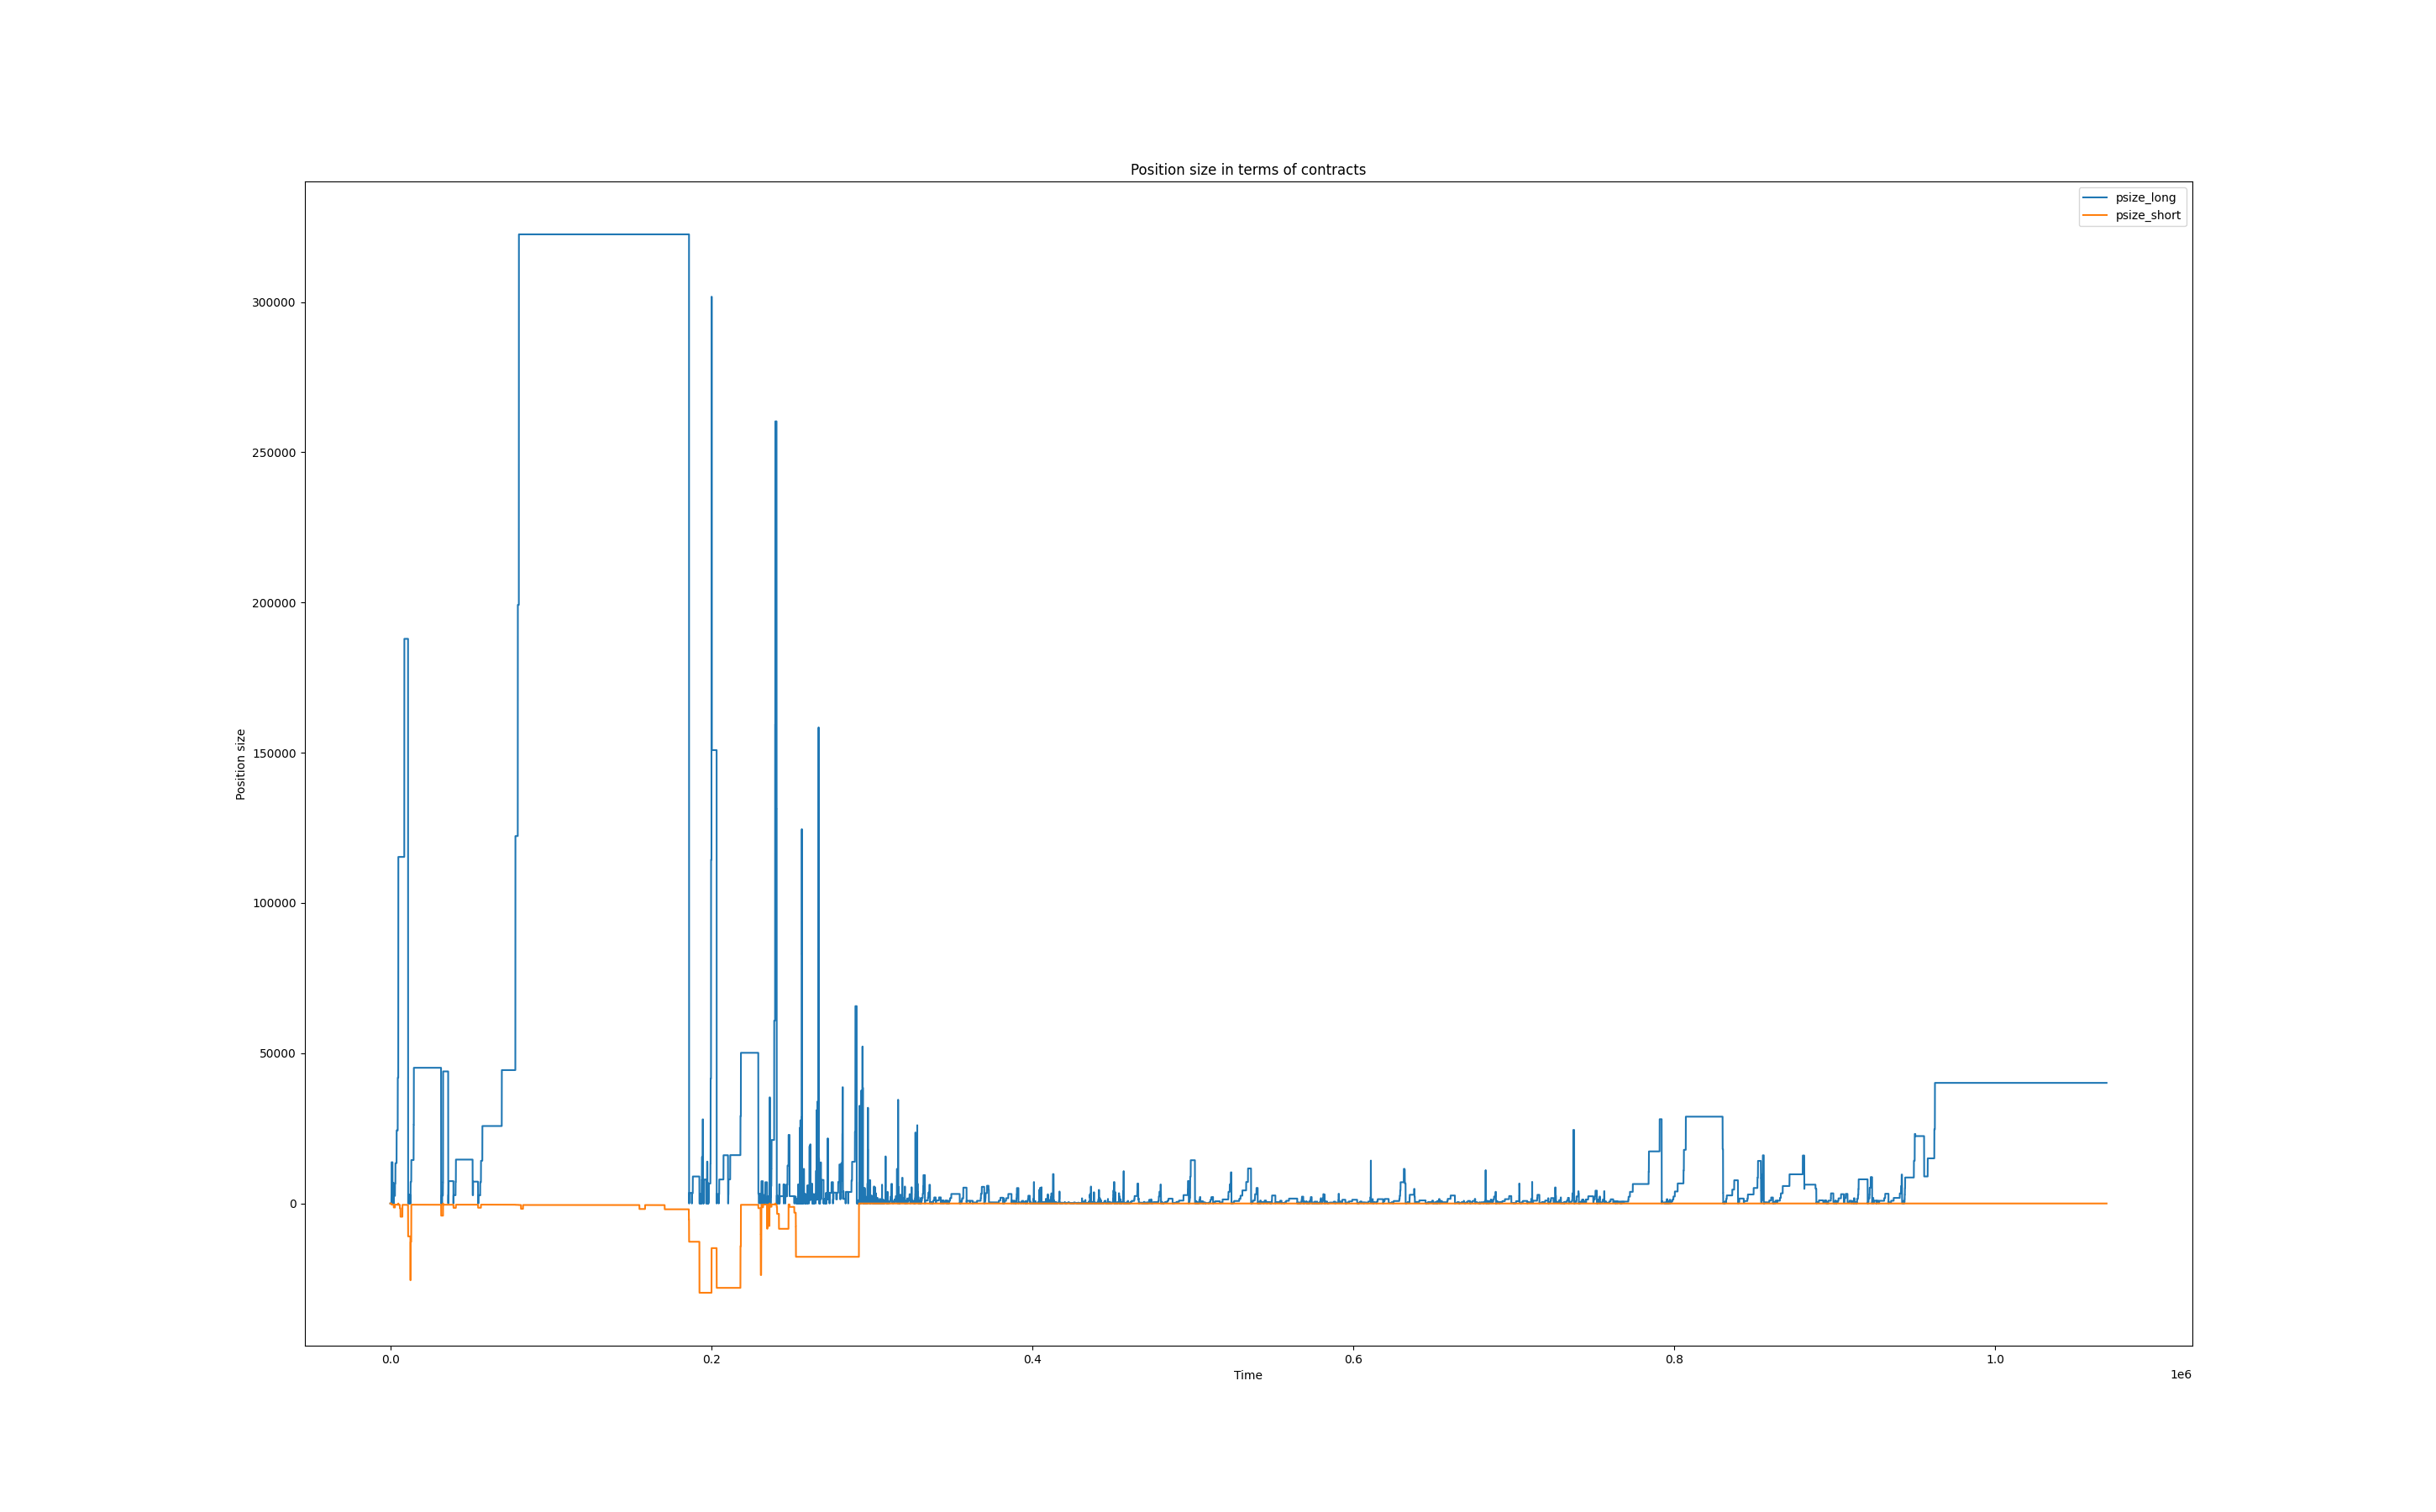 Position size in terms of contracts
psize_long
psize_short
300000
250000
200000
150000
100000
50000
0
Position size
0.0 0.2 0.4 0.6 0.8 1.0
Time
1e6